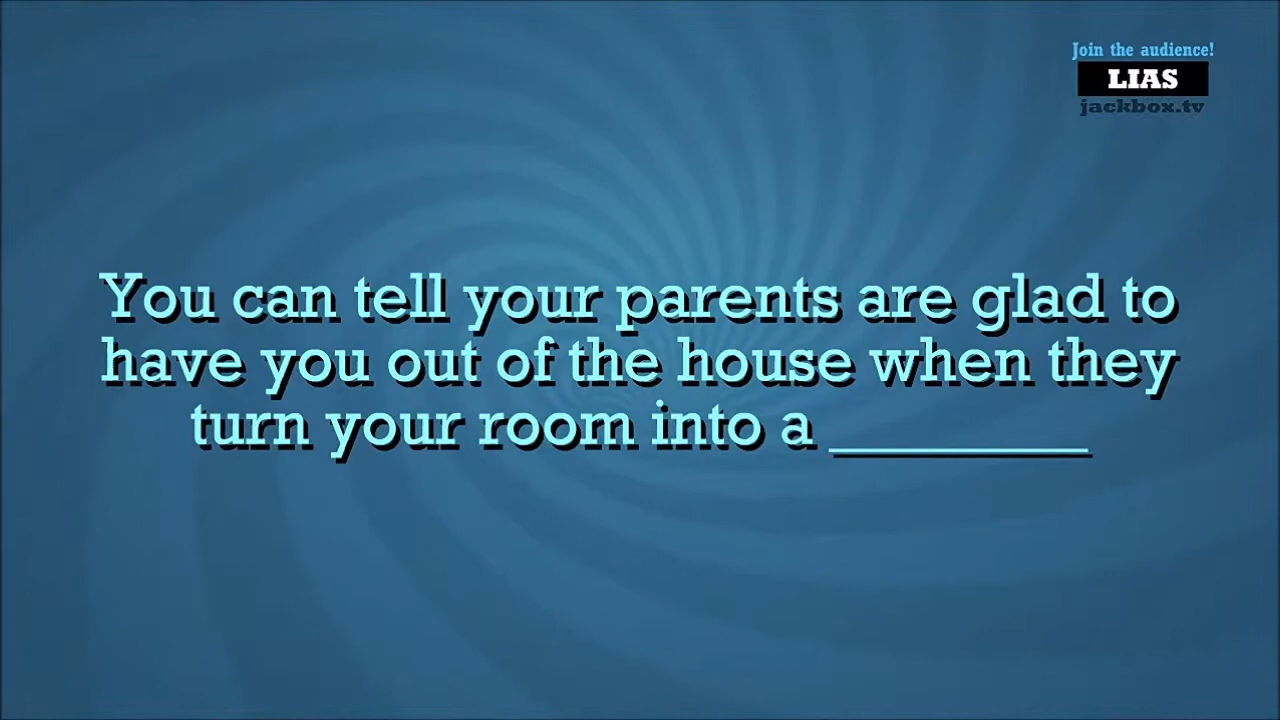 Join the audience!
LIAS
jackbox.tv
You can tell your parents are glad to
have you out of the house when they
turn your room into a ________